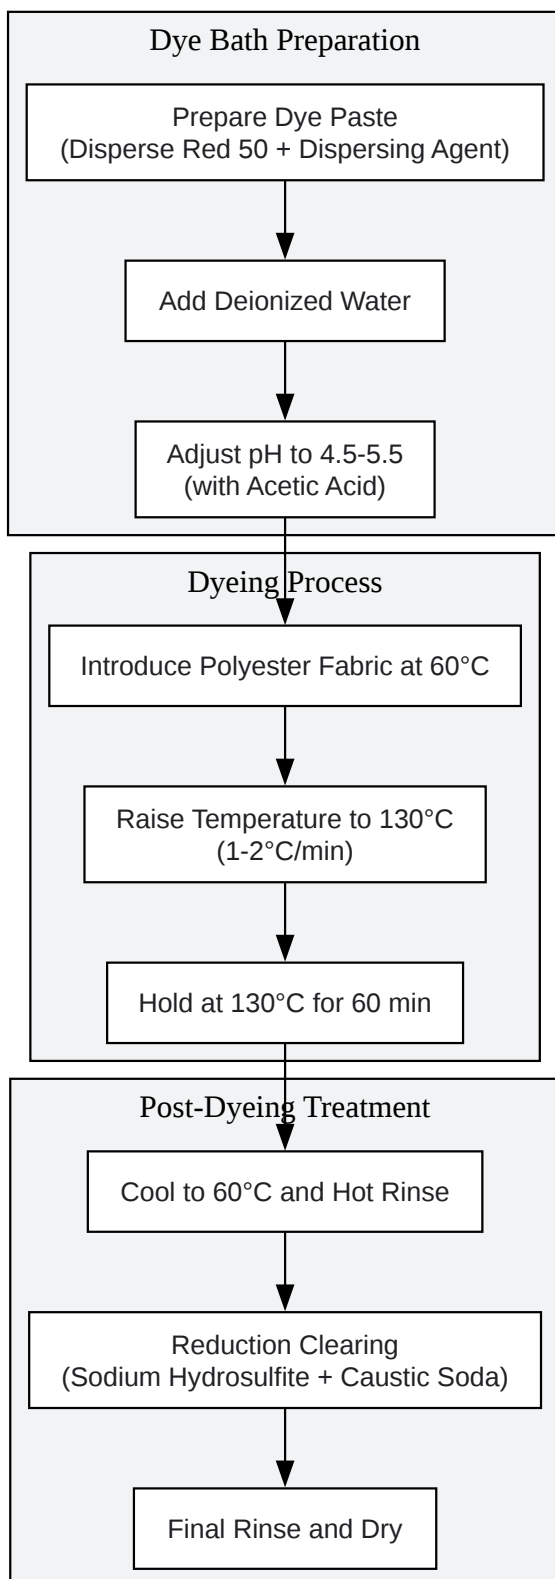 Dye Bath Preparation
Prepare Dye Paste
(Disperse Red 50 + Dispersing Agent)
Add Deionized Water
Adjust pH to 4.5-5.5
(with Acetic Acid)
Dyeing Process
Introduce Polyester Fabric at 60°C
Raise Temperature to 130°C
(1-2°C/min)
Hold at 130°C for 60 min
Post-Dyeing Treatment
Cool to 60°C and Hot Rinse
Reduction Clearing
(Sodium Hydrosulfite + Caustic Soda)
Final Rinse and Dry